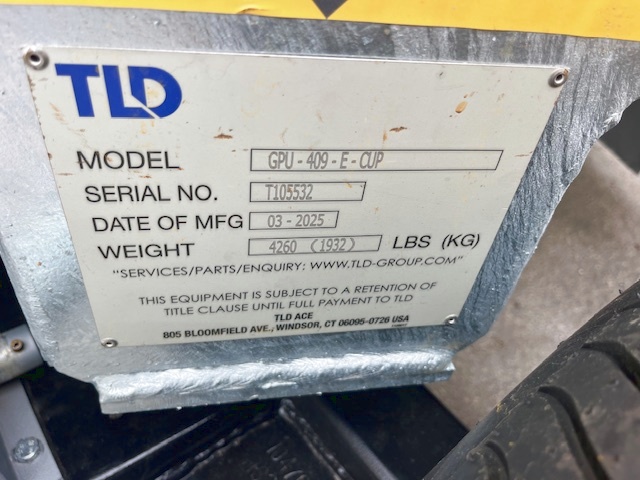 TLD
MODEL GPU - 409 - E - CUP
SERIAL NO. T105532
DATE OF MFG 03 - 2025
WEIGHT 4260 (1932) LBS (KG)
"SERVICES/PARTS/ENQUIRY: WWW.TLD-GROUP.COM"
THIS EQUIPMENT IS SUBJECT TO A RETENTION OF
TITLE CLAUSE UNTIL FULL PAYMENT TO TLD
TLD ACE
805 BLOOMFIELD AVE., WINDSOR, CT 06095-0726 USA